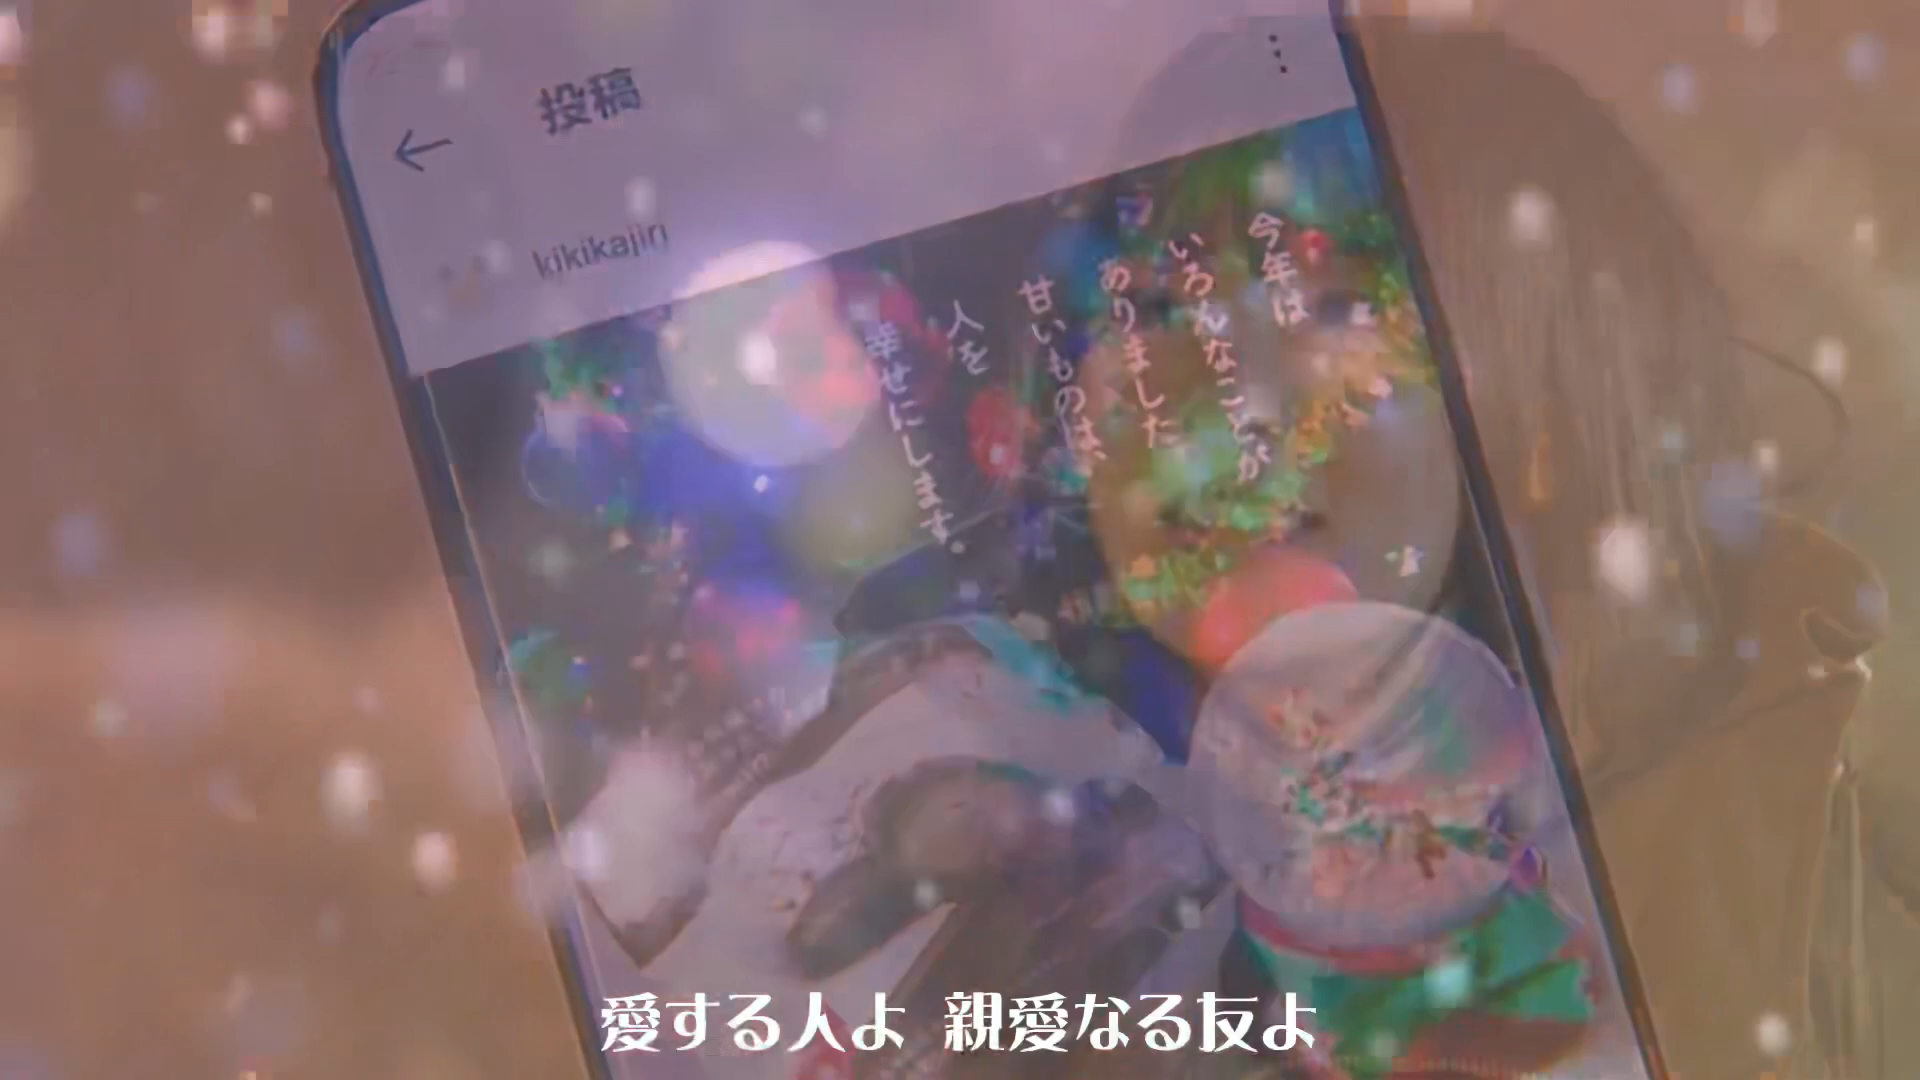 投稿
kikikajin
今年は
いろんなことが
ありました
甘いものは、
人を
幸せにします。
愛する人よ 親愛なる友よ